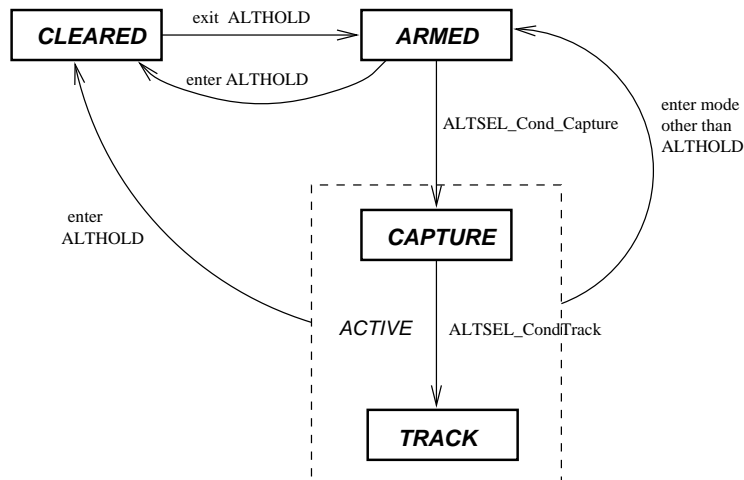 CLEARED
exit ALTHOLD
ARMED
enter ALTHOLD
enter mode
other than
ALTHOLD
ALTSEL_Cond_Capture
enter
ALTHOLD
CAPTURE
ACTIVE
ALTSEL_CondTrack
TRACK